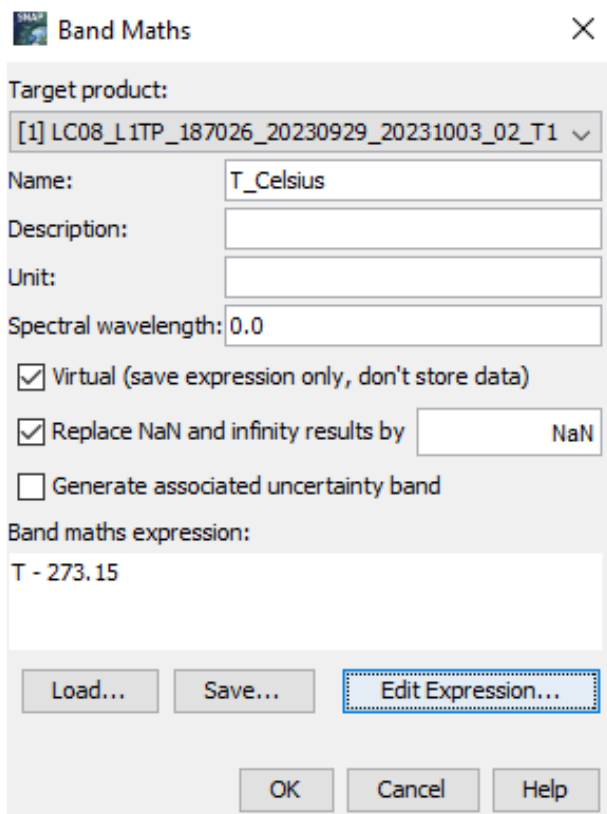 SNAP
Band Maths
Target product:
[1] LC08_L1TP_187026_20230929_20231003_02_T1
Name: T_Celsius
Description:
Unit:
Spectral wavelength: 0.0
Virtual (save expression only, don't store data)
Replace NaN and infinity results by NaN
Generate associated uncertainty band
Band maths expression:
T - 273.15
Load... Save... Edit Expression...
OK Cancel Help